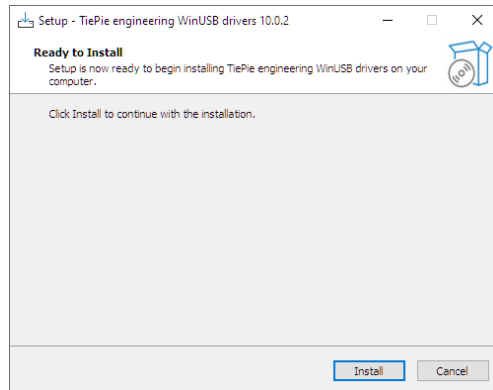 Setup - TiePie engineering WinUSB drivers 10.0.2
Ready to Install
Setup is now ready to begin installing TiePie engineering WinUSB drivers on your
computer.
Click Install to continue with the installation.
Install
Cancel